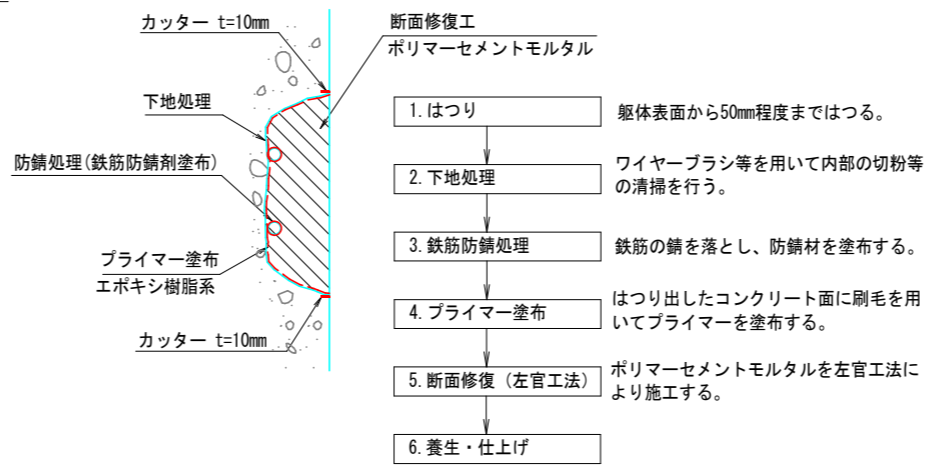 カッター t=10mm
断面修復工
ポリマーセメントモルタル
下地処理
防錆処理(鉄筋防錆剤塗布)
プライマー塗布
エポキシ樹脂系
カッター t=10mm
1.はつり
躯体表面から50mm程度まではつる。
2.下地処理
ワイヤーブラシ等を用いて内部の切粉等
の清掃を行う。
3.鉄筋防錆処理
鉄筋の錆を落とし、防錆材を塗布する。
4.プライマー塗布
はつり出したコンクリート面に刷毛を用
いてプライマーを塗布する。
5.断面修復（左官工法）
ポリマーセメントモルタルを左官工法に
より施工する。
6.養生・仕上げ